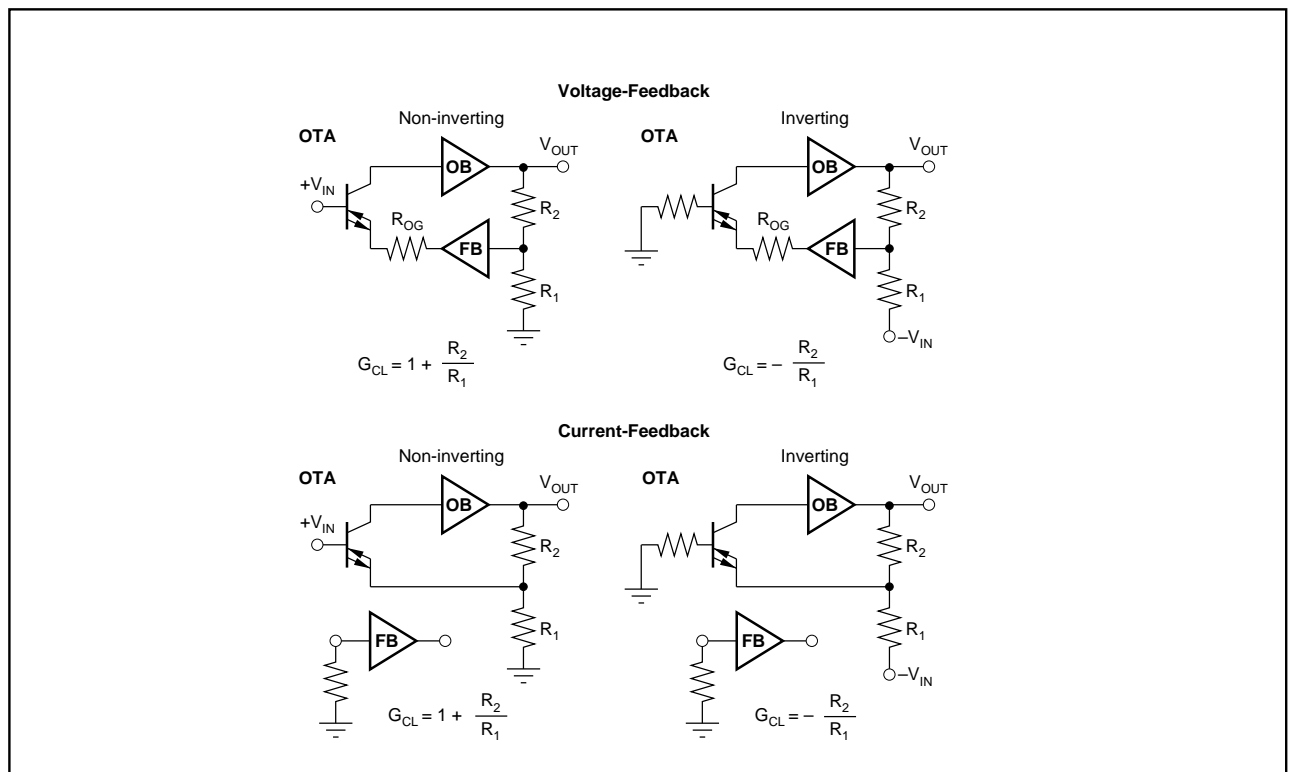 Voltage-Feedback
Non-inverting
OTA
OB
V_OUT
+V_IN
R_OG
FB
R_2
R_1
G_CL = 1 + R_2 / R_1
Inverting
OTA
OB
V_OUT
R_OG
FB
R_2
R_1
–V_IN
G_CL = – R_2 / R_1
Current-Feedback
Non-inverting
OTA
OB
V_OUT
+V_IN
R_2
R_1
FB
G_CL = 1 + R_2 / R_1
Inverting
OTA
OB
V_OUT
R_2
R_1
FB
–V_IN
G_CL = – R_2 / R_1